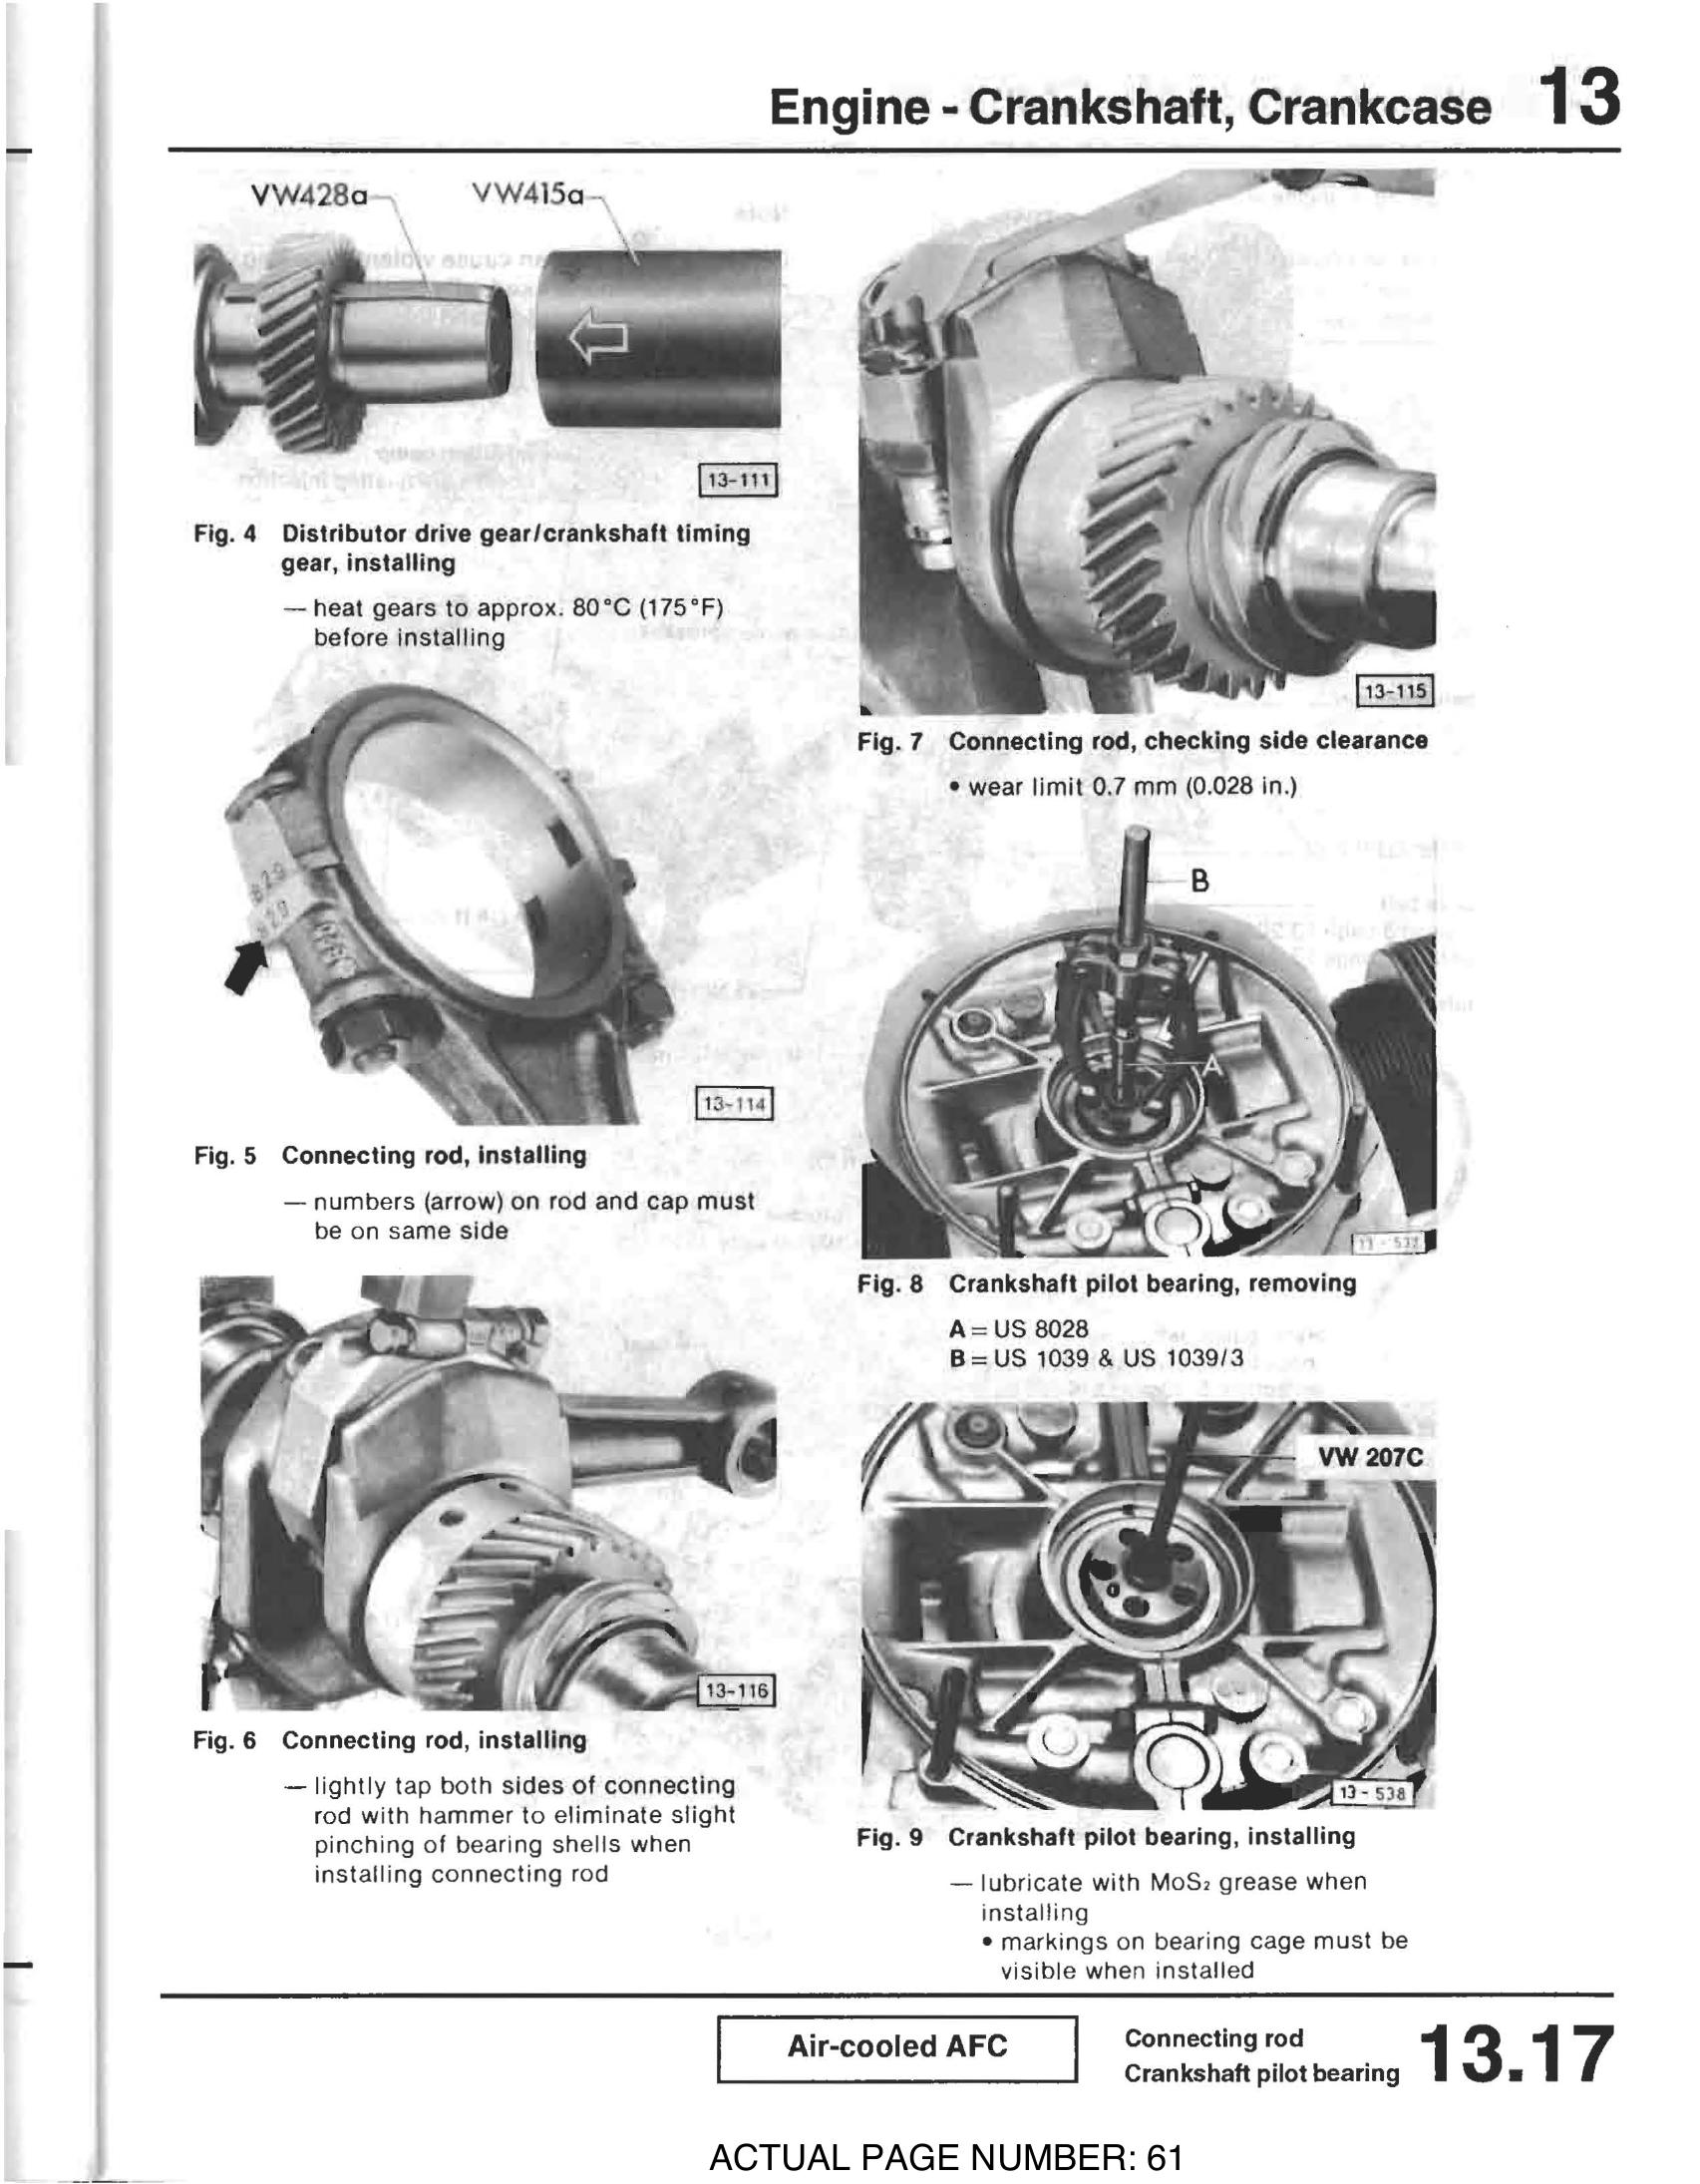 Engine - Crankshaft, Crankcase 13
VW428a
VW415a
13-111
Fig. 4 Distributor drive gear/crankshaft timing
gear, installing
— heat gears to approx. 80°C (175°F)
before installing
13-114
Fig. 5 Connecting rod, installing
— numbers (arrow) on rod and cap must
be on same side
13-116
Fig. 6 Connecting rod, installing
— lightly tap both sides of connecting
rod with hammer to eliminate slight
pinching of bearing shells when
installing connecting rod
13-115
Fig. 7 Connecting rod, checking side clearance
• wear limit 0.7 mm (0.028 in.)
B
A
Fig. 8 Crankshaft pilot bearing, removing
A = US 8028
B = US 1039 & US 1039/3
VW 207C
13 - 538
Fig. 9 Crankshaft pilot bearing, installing
— lubricate with MoS₂ grease when
installing
• markings on bearing cage must be
visible when installed
Air-cooled AFC
Connecting rod
Crankshaft pilot bearing
13.17
ACTUAL PAGE NUMBER: 61